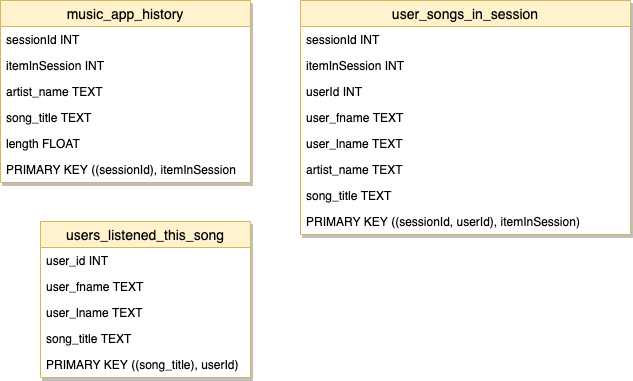 music_app_history
sessionId INT
itemInSession INT
artist_name TEXT
song_title TEXT
length FLOAT
PRIMARY KEY ((sessionId), itemInSession
user_songs_in_session
sessionId INT
itemInSession INT
userId INT
user_fname TEXT
user_lname TEXT
artist_name TEXT
song_title TEXT
PRIMARY KEY ((sessionId, userId), itemInSession)
users_listened_this_song
user_id INT
user_fname TEXT
user_lname TEXT
song_title TEXT
PRIMARY KEY ((song_title), userId)